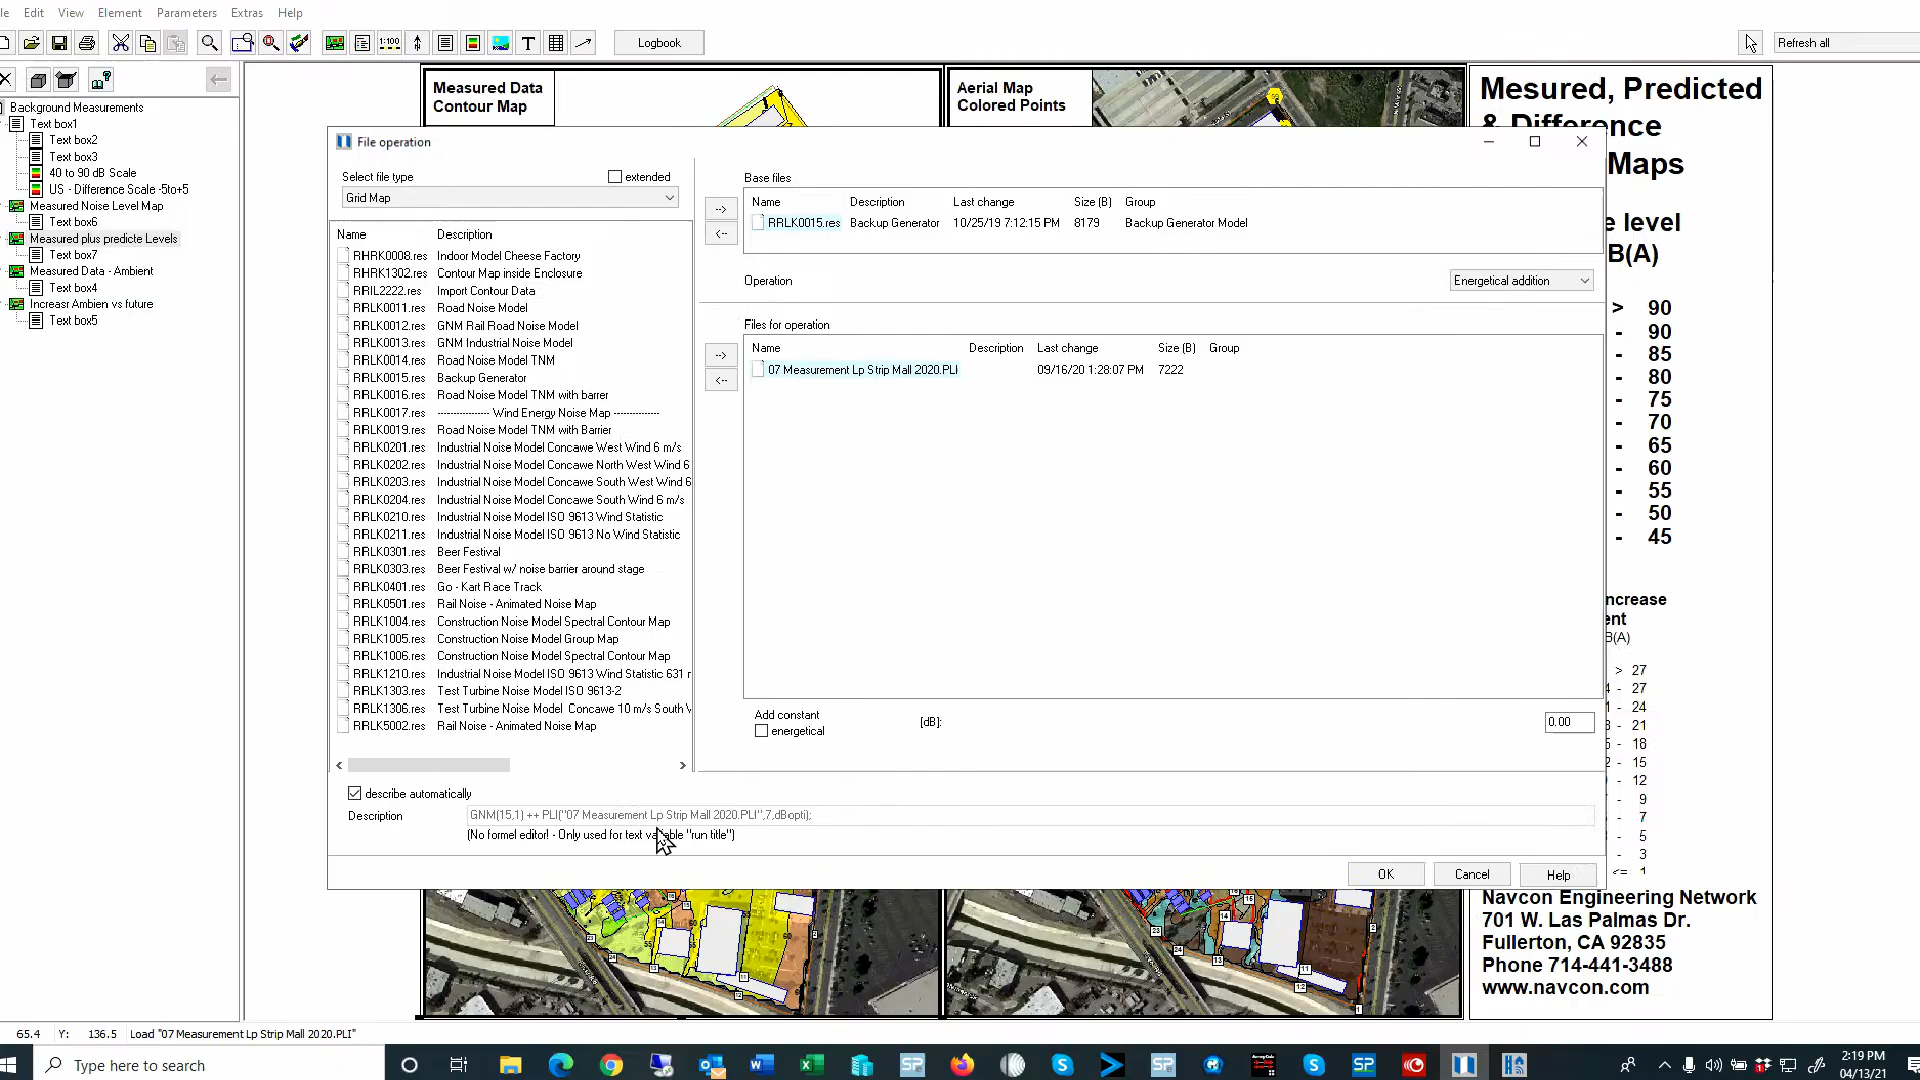 Edit View Element Parameters Extras Help
1:100
Logbook
Refresh all
Background Measurements
Text box1
Text box2
Text box3
40 to 90 dB Scale
US - Difference Scale -5to+5
Measured Noise Level Map
Text box6
Measured plus predicte Levels
Text box7
Measured Data - Ambient
Text box4
Increasr Ambien vs future
Text box5
Measured Data
Contour Map
Aerial Map
Colored Points
Mesured, Predicted
& Difference
Maps
e level
B(A)
> 90
- 90
- 85
- 80
- 75
- 70
- 65
- 60
- 55
- 50
- 45
ncrease
ent
B(A)
> 27
- 27
- 24
- 21
- 18
- 15
- 12
- 9
- 7
- 5
- 3
<= 1
Navcon Engineering Network
701 W. Las Palmas Dr.
Fullerton, CA 92835
Phone 714-441-3488
www.navcon.com
File operation
Select file type
extended
Grid Map
Name Description
RHRK0008.res Indoor Model Cheese Factory
RHRK1302.res Contour Map inside Enclosure
RRIL2222.res Import Contour Data
RRLK0011.res Road Noise Model
RRLK0012.res GNM Rail Road Noise Model
RRLK0013.res GNM Industrial Noise Model
RRLK0014.res Road Noise Model TNM
RRLK0015.res Backup Generator
RRLK0016.res Road Noise Model TNM with barrer
RRLK0017.res ---------------- Wind Energy Noise Map --------------
RRLK0019.res Road Noise Model TNM with Barrier
RRLK0201.res Industrial Noise Model Concawe West Wind 6 m/s
RRLK0202.res Industrial Noise Model Concawe North West Wind 6
RRLK0203.res Industrial Noise Model Concawe South West Wind 6
RRLK0204.res Industrial Noise Model Concawe South Wind 6 m/s
RRLK0210.res Industrial Noise Model ISO 9613 Wind Statistic
RRLK0211.res Industrial Noise Model ISO 9613 No Wind Statistic
RRLK0301.res Beer Festival
RRLK0303.res Beer Festival w/ noise barrier around stage
RRLK0401.res Go - Kart Race Track
RRLK0501.res Rail Noise - Animated Noise Map
RRLK1004.res Construction Noise Model Spectral Contour Map
RRLK1005.res Construction Noise Model Group Map
RRLK1006.res Construction Noise Model Spectral Contour Map
RRLK1210.res Industrial Noise Model ISO 9613 Wind Statistic 631
RRLK1303.res Test Turbine Noise Model ISO 9613-2
RRLK1306.res Test Turbine Noise Model Concawe 10 m/s South
RRLK5002.res Rail Noise - Animated Noise Map
Base files
Name Description Last change Size (B) Group
RRLK0015.res Backup Generator 10/25/19 7:12:15 PM 8179 Backup Generator Model
Operation
Energetical addition
Files for operation
Name Description Last change Size (B) Group
07 Measurement Lp Strip Mall 2020.PLI 09/16/20 1:28:07 PM 7222
Add constant
energetical
[dB]:
0.00
describe automatically
Description
GNM(15,1) ++ PLI("07 Measurement Lp Strip Mall 2020.PLI",7,dBopti);
(No formel editor! - Only used for text variable "run title")
OK Cancel Help
65.4 Y: 136.5 Load "07 Measurement Lp Strip Mall 2020.PLI"
Type here to search
2:19 PM
04/13/21